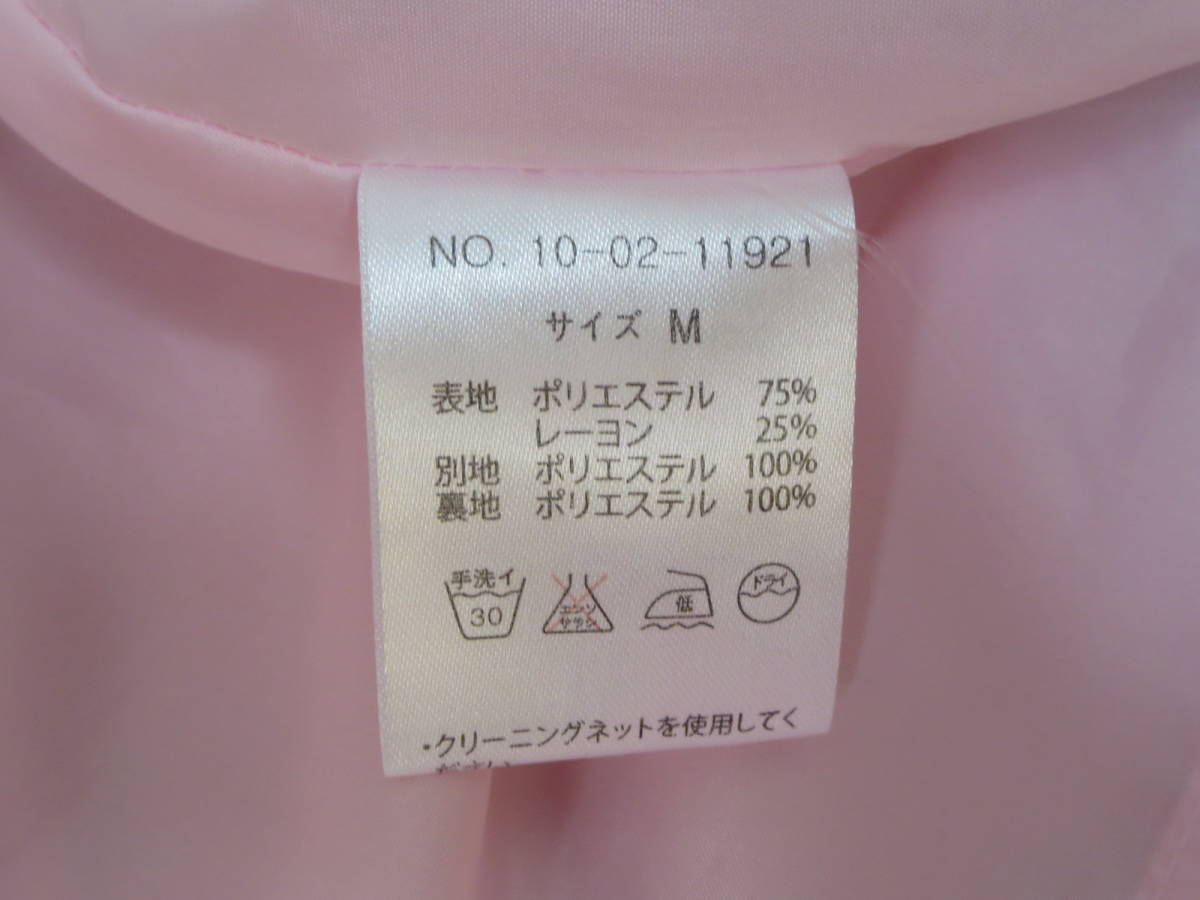 NO. 10-02-11921
サイズ M
表地 ポリエステル 75%
レーヨン 25%
別地 ポリエステル 100%
裏地 ポリエステル 100%
手洗イ エンソ 低 ドライ
30 サラシ
・クリーニングネットを使用してく
ださい